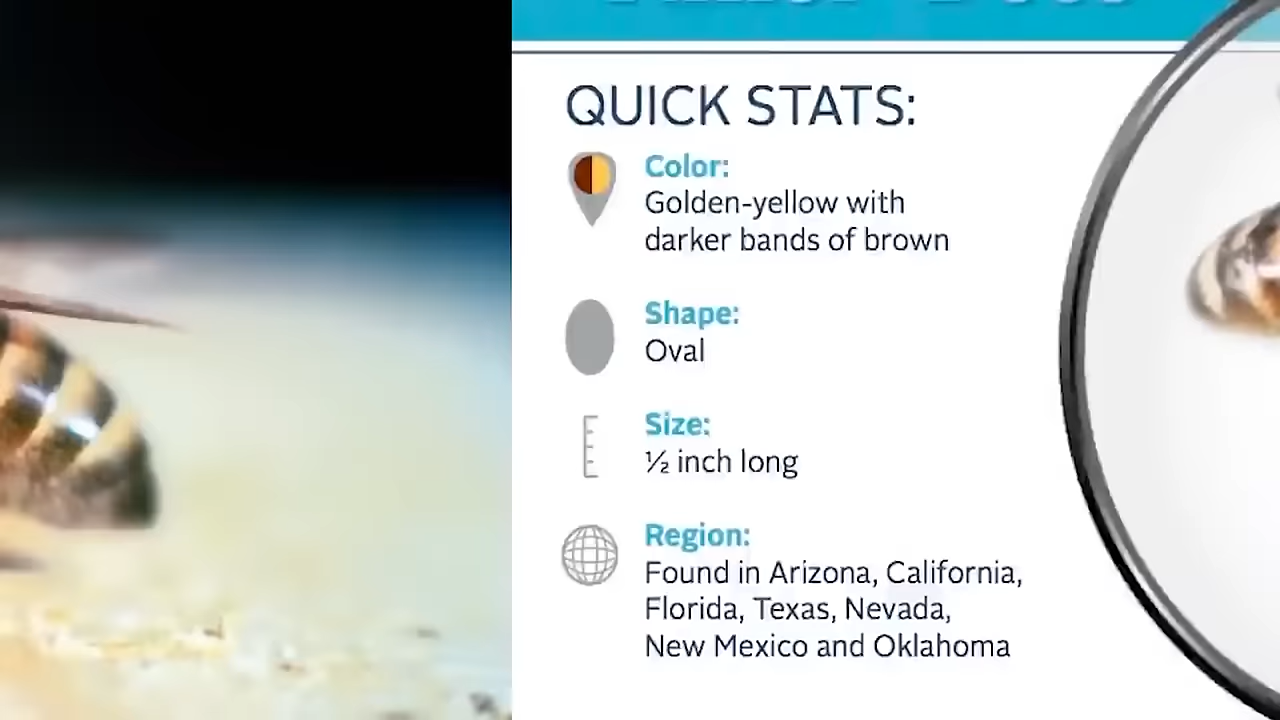 QUICK STATS:
Color:
Golden-yellow with
darker bands of brown
Shape:
Oval
Size:
½ inch long
Region:
Found in Arizona, California,
Florida, Texas, Nevada,
New Mexico and Oklahoma